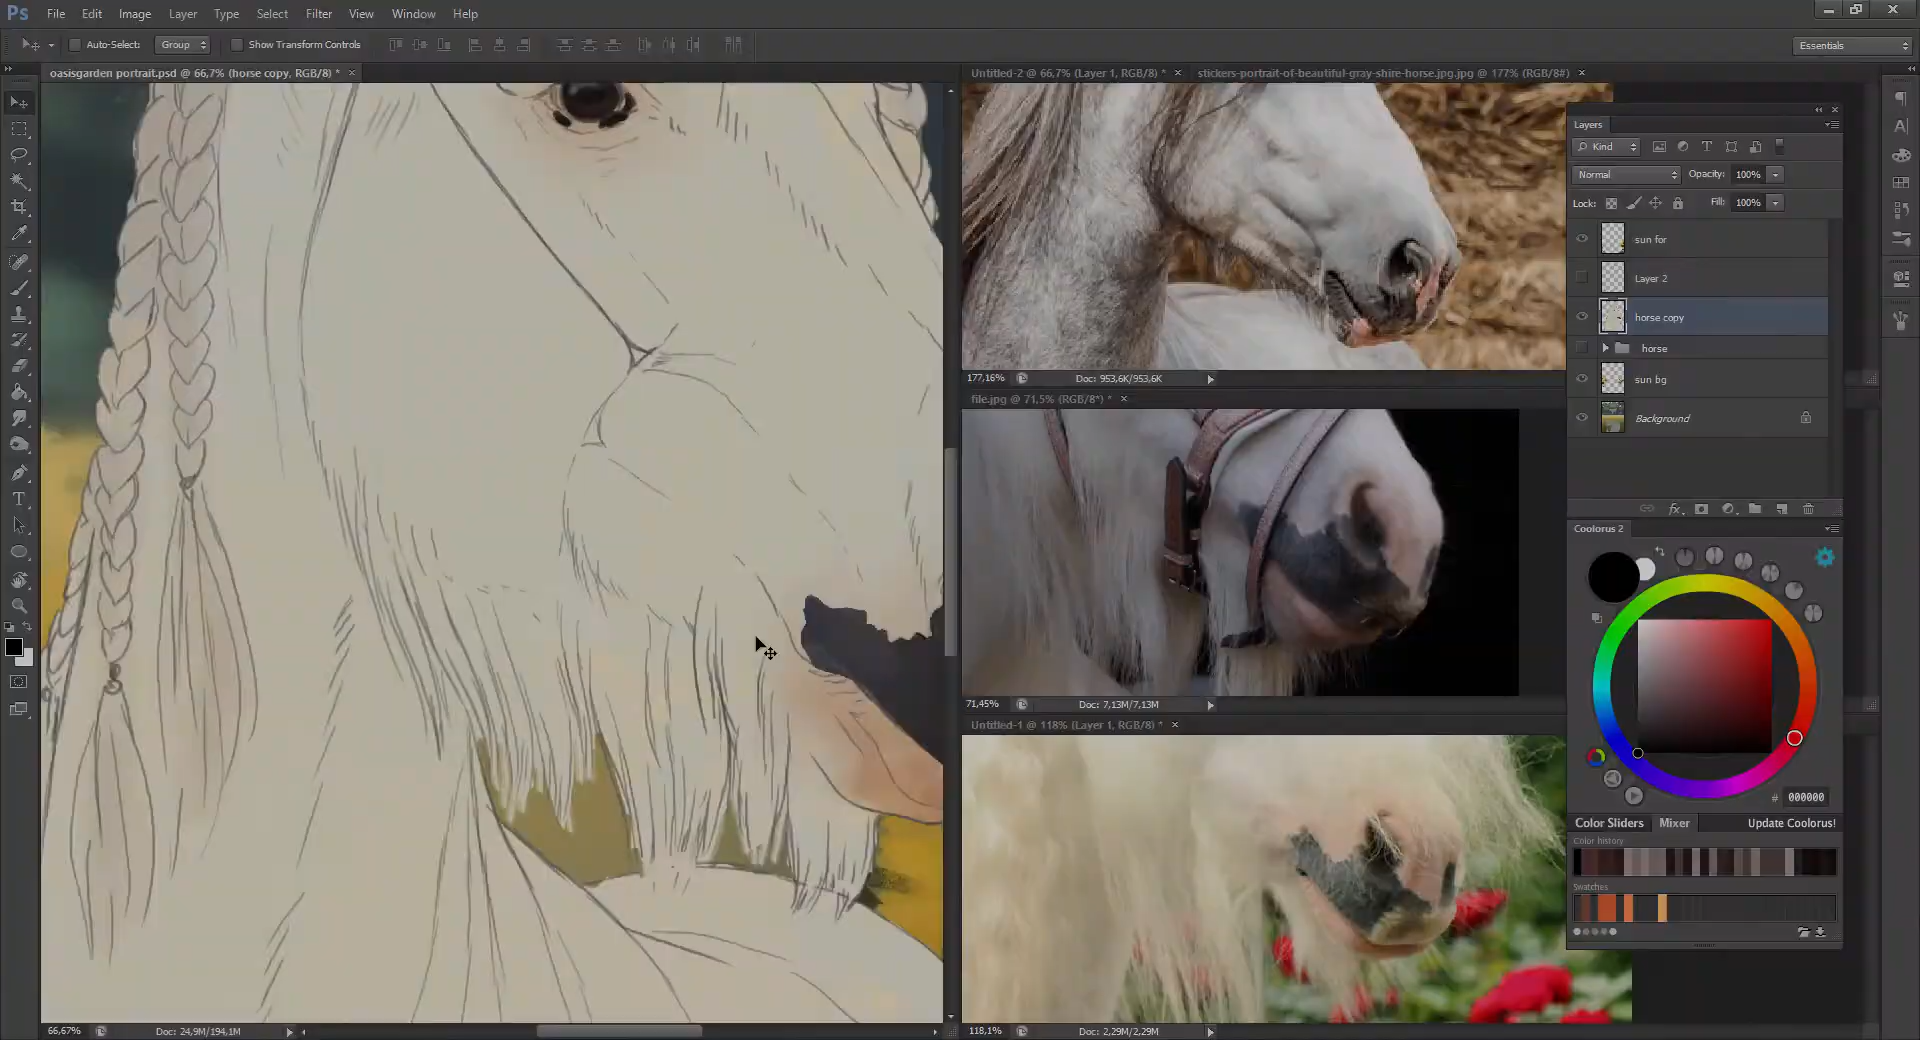 Ps File Edit Image Layer Type Select Filter View Window Help
Auto-Select: Group Show Transform Controls Essentials
oasisgarden portrait.psd @ 66,7% (horse copy, RGB/8) * ×
Untitled-2 @ 66,7% (Layer 1, RGB/8) * × stickers-portrait-of-beautiful-gray-shire-horse.jpg.jpg @ 177% (RGB/8#) ×
Layers
Kind
Normal Opacity: 100%
Lock: Fill: 100%
sun for
Layer 2
horse copy
horse
sun bg
Background
177,16% Doc: 953,6K/953,6K
file.jpg @ 71,5% (RGB/8*) * ×
Coolorus 2
71,45% Doc: 7,13M/7,13M
Untitled-1 @ 118% (Layer 1, RGB/8) * ×
# 000000
Color Sliders Mixer Update Coolorus!
Color history
Swatches
66,67% Doc: 24,9M/194,1M
118,1% Doc: 2,29M/2,29M